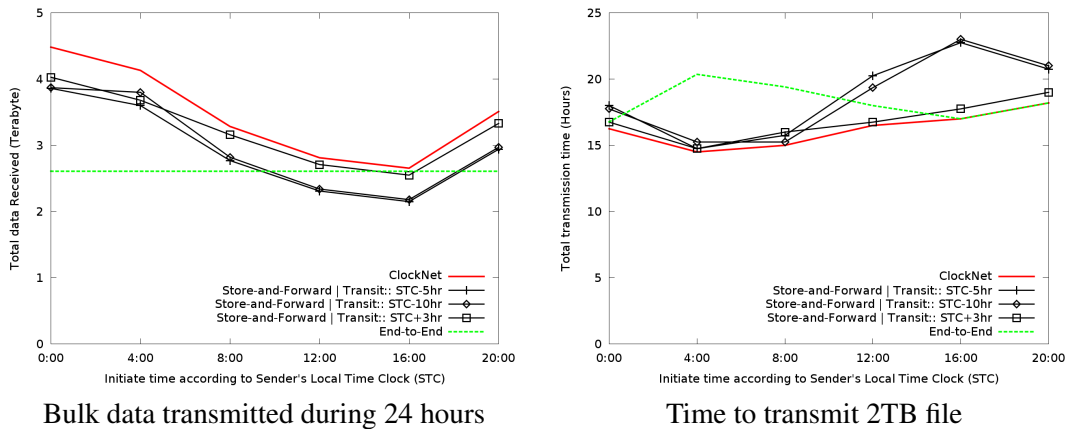 5
4
3
2
1
0
Total data Received (Terabyte)
ClockNet
Store-and-Forward | Transit:: STC-5hr
Store-and-Forward | Transit:: STC-10hr
Store-and-Forward | Transit:: STC+3hr
End-to-End
0:00 4:00 8:00 12:00 16:00 20:00
Initiate time according to Sender's Local Time Clock (STC)
Bulk data transmitted during 24 hours
25
20
15
10
5
0
Total transmission time (Hours)
ClockNet
Store-and-Forward | Transit:: STC-5hr
Store-and-Forward | Transit:: STC-10hr
Store-and-Forward | Transit:: STC+3hr
End-to-End
0:00 4:00 8:00 12:00 16:00 20:00
Initiate time according to Sender's Local Time Clock (STC)
Time to transmit 2TB file